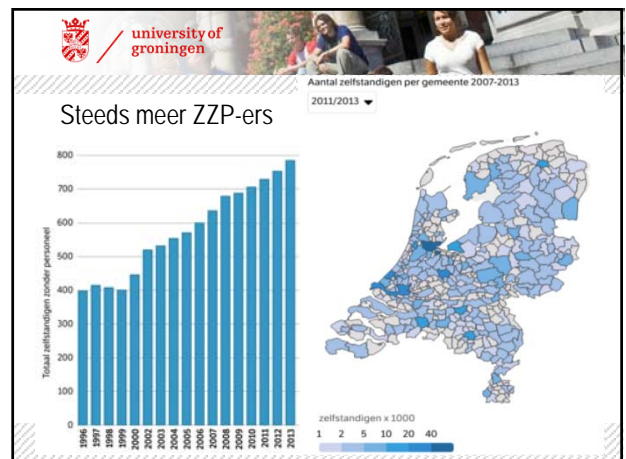 university of
groningen
Aantal zelfstandigen per gemeente 2007-2013
2011/2013
Steeds meer ZZP-ers
Totaal zelfstandigen zonder personeel
800
700
600
500
400
300
200
100
0
1996 1997 1998 1999 2000 2002 2003 2004 2005 2006 2007 2008 2009 2010 2011 2012 2013
zelfstandigen x 1000
1 2 5 10 20 40